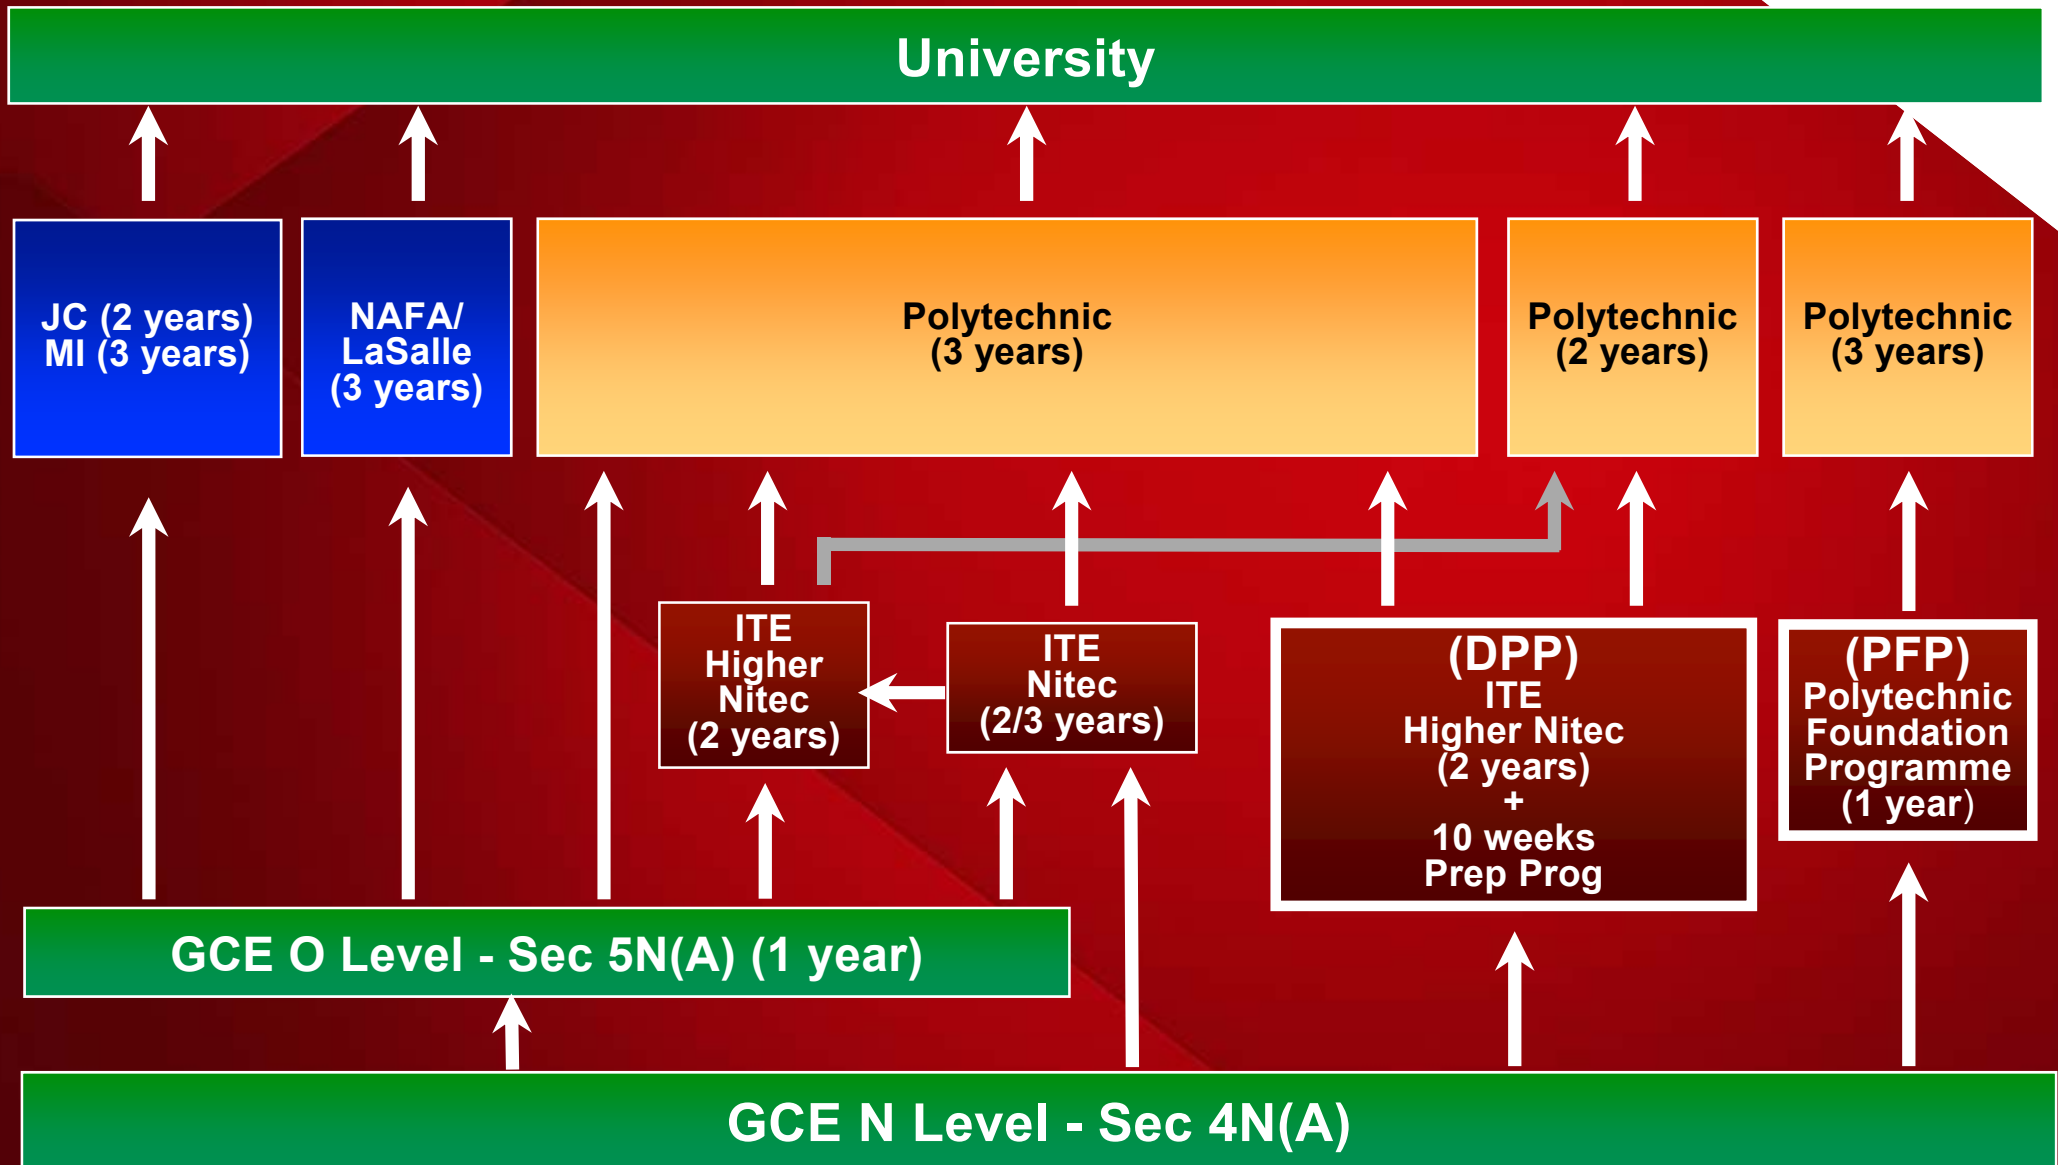 University
JC (2 years)
MI (3 years)
NAFA/
LaSalle
(3 years)
Polytechnic
(3 years)
Polytechnic
(2 years)
Polytechnic
(3 years)
ITE
Higher
Nitec
(2 years)
ITE
Nitec
(2/3 years)
(DPP)
ITE
Higher Nitec
(2 years)
+
10 weeks
Prep Prog
(PFP)
Polytechnic
Foundation
Programme
(1 year)
GCE O Level - Sec 5N(A) (1 year)
GCE N Level - Sec 4N(A)